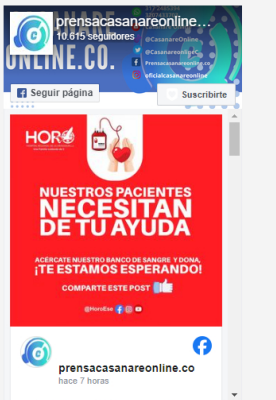 prensacasanareonline...
10.615 seguidores
@CasanareOnline
@CasanareonlineC
Prensacasanareonline.co
oficialcasanareonline
ONLINE.CO.
Seguir página
Suscribirte
HORO
NUESTROS PACIENTES
NECESITAN
DE TU AYUDA
ACÉRCATE NUESTRO BANCO DE SANGRE Y DONA,
¡TE ESTAMOS ESPERANDO!
COMPARTE ESTE POST
@HoroEse
prensacasanareonline.co
hace 7 horas